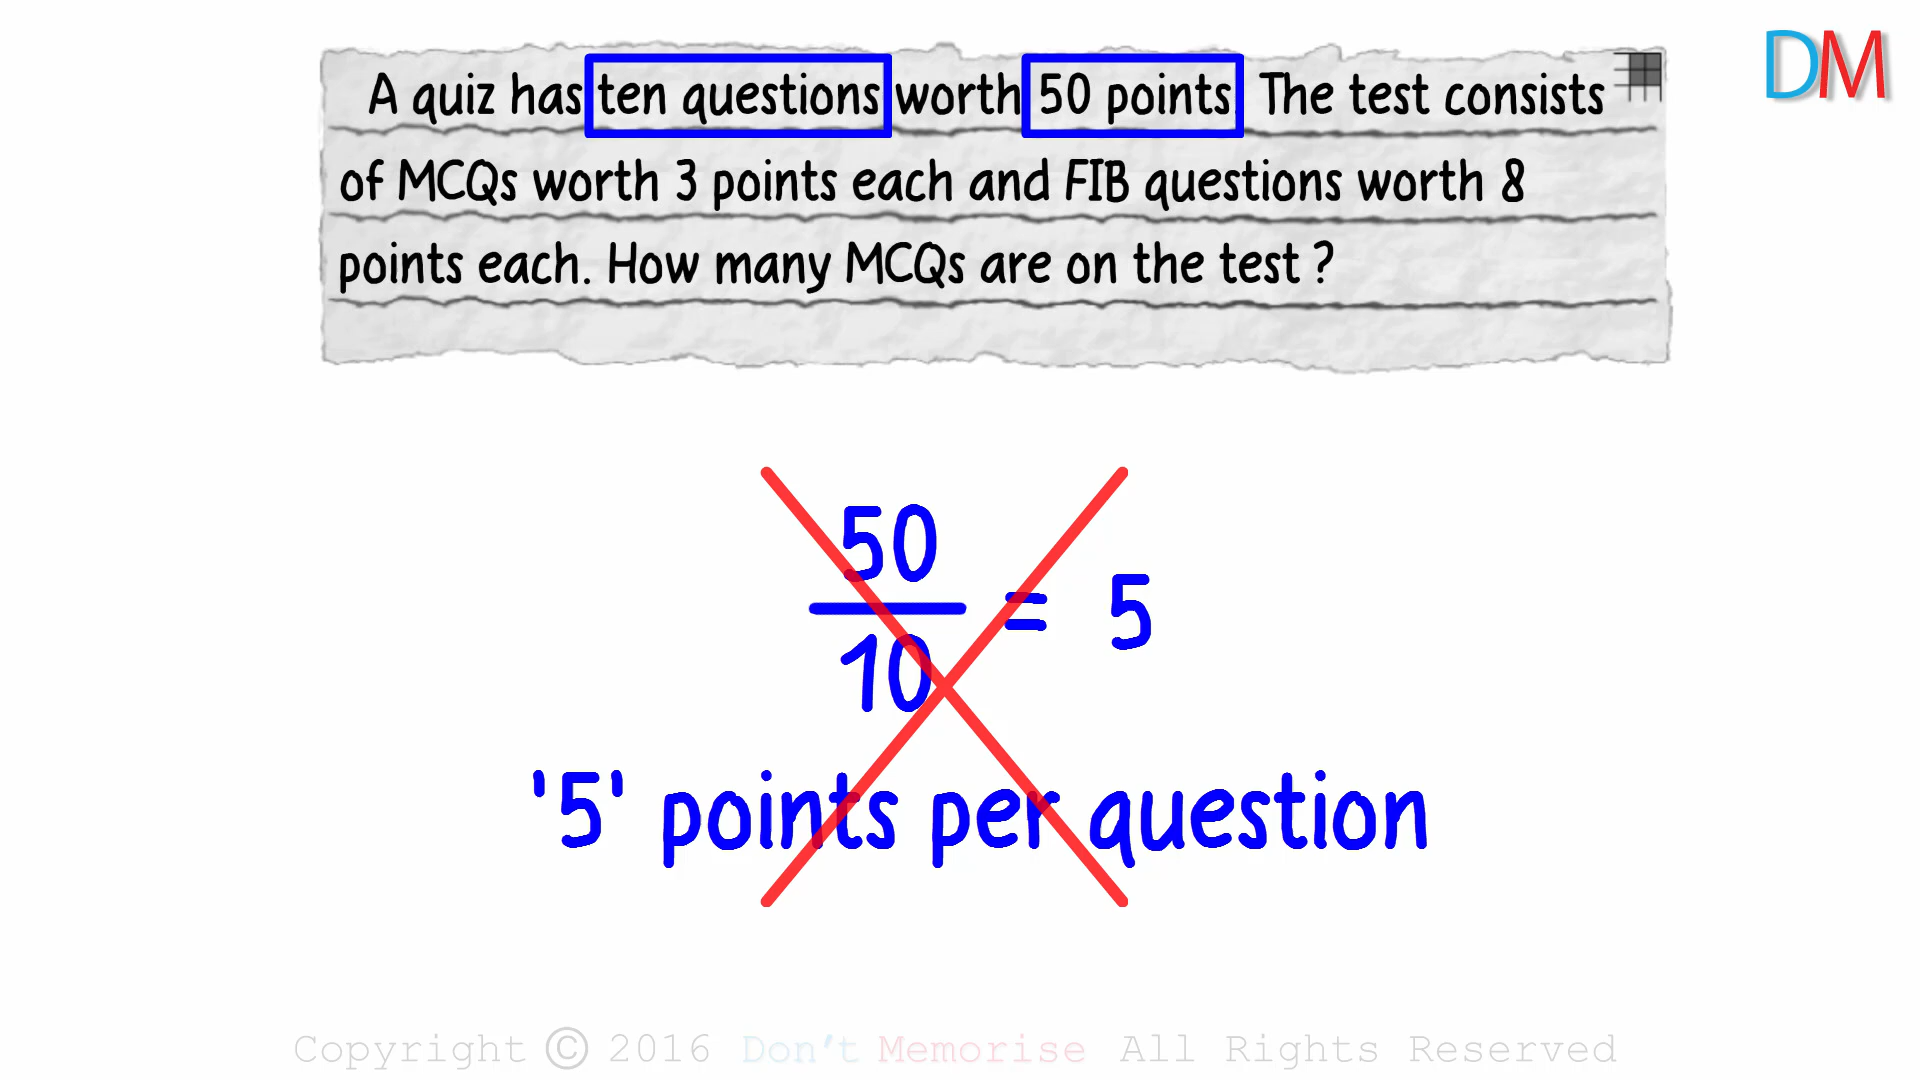 DM
A quiz has ten questions worth 50 points. The test consists
of MCQs worth 3 points each and FIB questions worth 8
points each. How many MCQs are on the test ?
50
10
= 5
'5' points per question
Copyright © 2016 Don't Memorise All Rights Reserved